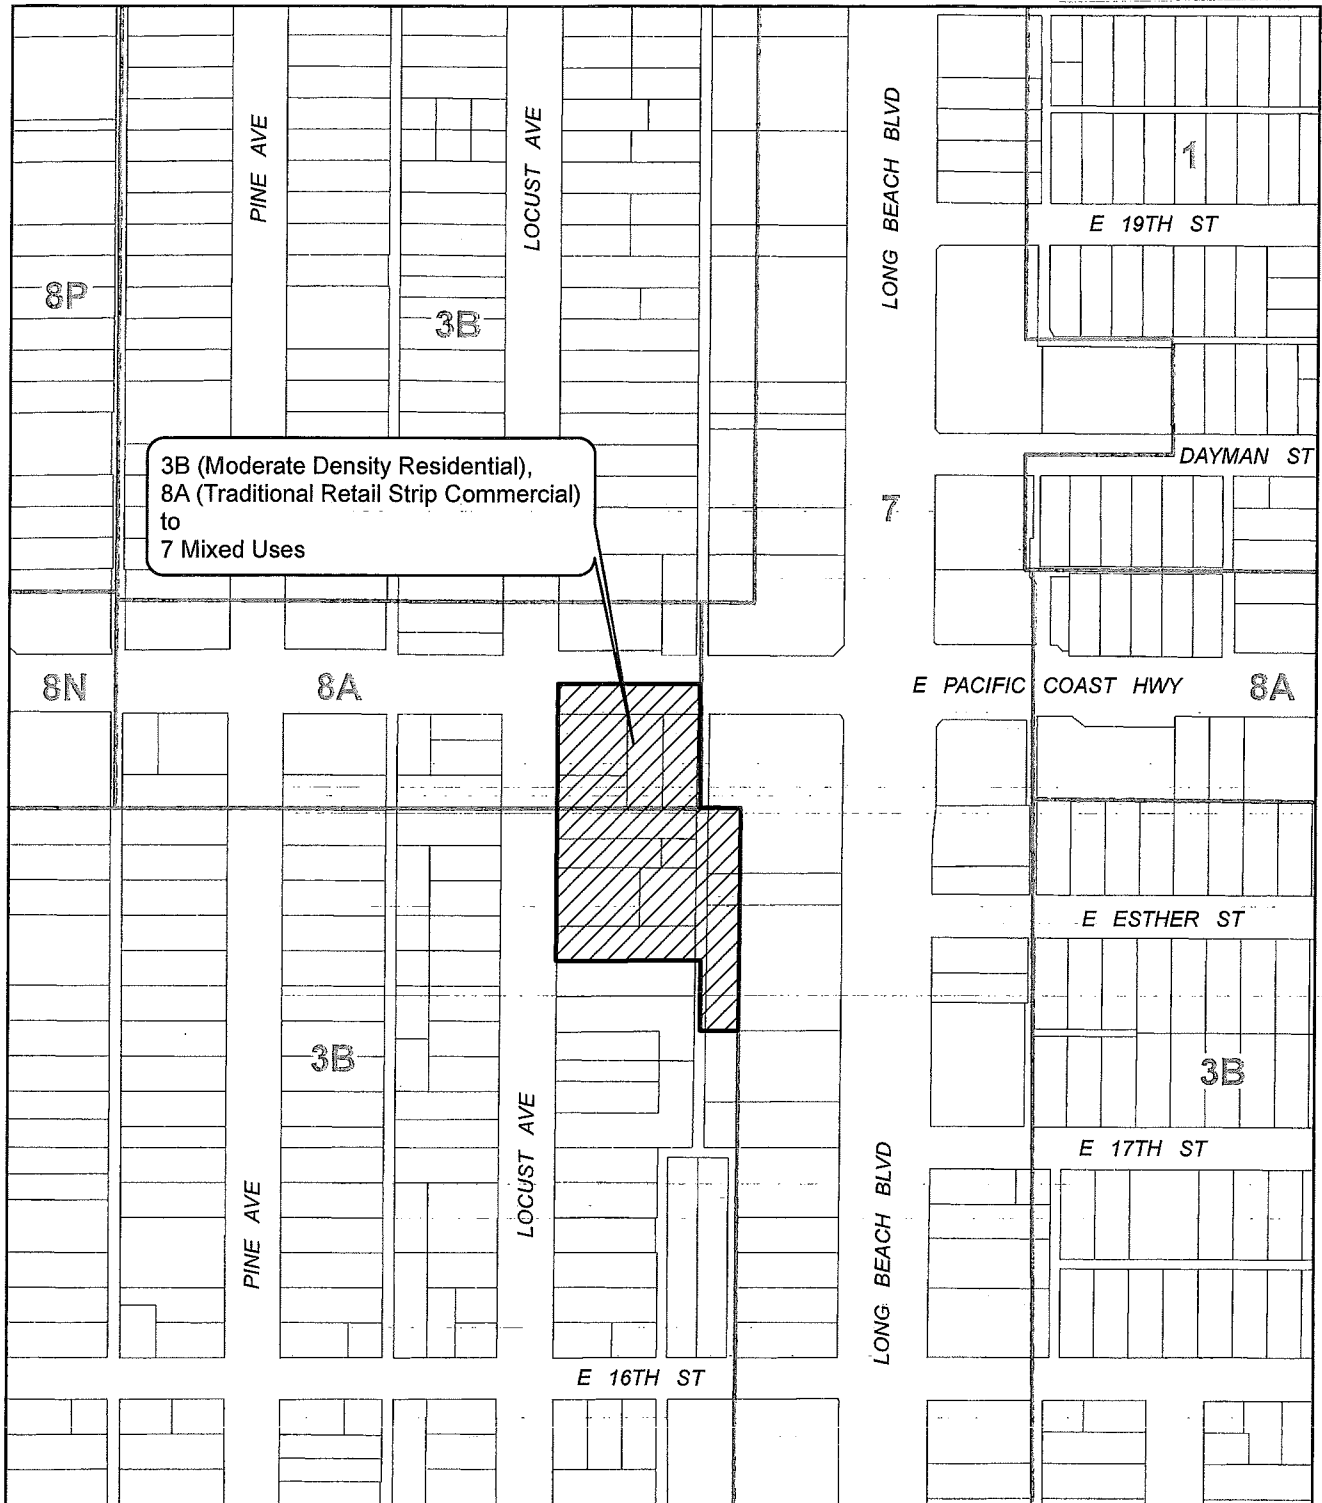 PINE AVE
LOCUST AVE
LONG BEACH BLVD
1
E 19TH ST
8P
3B
3B (Moderate Density Residential),
8A (Traditional Retail Strip Commercial)
to
7 Mixed Uses
DAYMAN ST
7
8N
8A
E PACIFIC COAST HWY
8A
E ESTHER ST
3B
3B
LOCUST AVE
E 17TH ST
PINE AVE
LONG BEACH BLVD
E 16TH ST